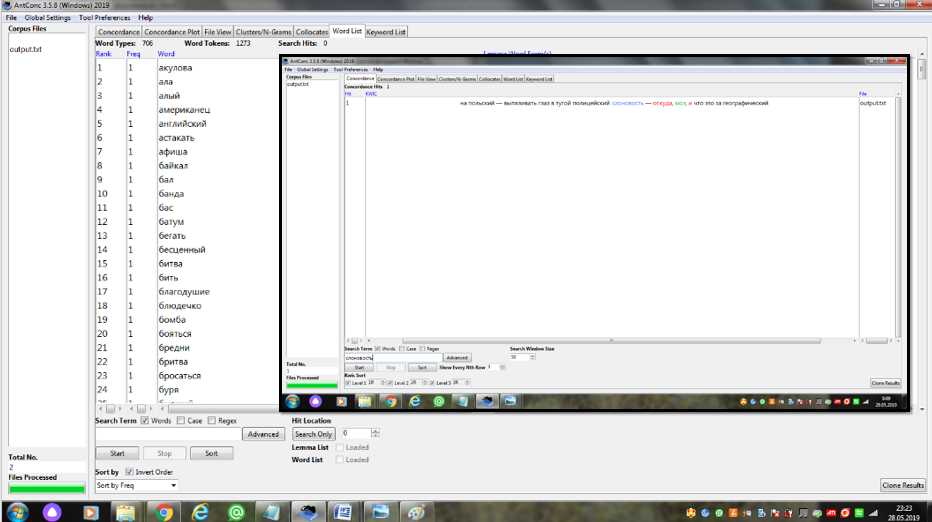 AntConc 3.5.8 (Windows) 2019
File Global Settings Tool Preferences Help
Corpus Files
output.txt
Concordance Concordance Plot File View Clusters/N-Grams Collocates Word List Keyword List
Word Types: 706 Word Tokens: 1273 Search Hits: 0
Rank Freq Word Lemma Word Form(s)
1 1 акулова
2 1 ала
3 1 алый
4 1 американец
5 1 английский
6 1 астакать
7 1 афиша
8 1 байкал
9 1 бал
10 1 банда
11 1 бас
12 1 батум
13 1 бегать
14 1 бесценный
15 1 битва
16 1 бить
17 1 благодушие
18 1 блюдечко
19 1 бомба
20 1 бояться
21 1 бредни
22 1 бритва
23 1 бросаться
24 1 буря
25 1
AntConc 3.5.8 (Windows) 2019
File Global Settings Tool Preferences Help
Corpus Files
output.txt
Concordance Concordance Plot File View Clusters/N-Grams Collocates Word List Keyword List
Concordance Hits 1
Hit KWIC File
1 на польский — выпиливать глаз в тугой полицейский слоновость — откуда, мол, и что это за географический output.txt
Search Term Words Case Regex Search Window Size
слоновость Advanced 50
Start Stop Sort Show Every Nth Row 1
Kwic Sort
Level 1 1R Level 2 2R Level 3 3R Clone Results
Total No.
1
Files Processed
0:09
29.05.2019
Search Term Words Case Regex Hit Location
Advanced Search Only 0
Start Stop Sort
Lemma List Loaded
Word List Loaded
Sort by Invert Order
Sort by Freq
Total No.
2
Files Processed
Clone Results
23:23
28.05.2019